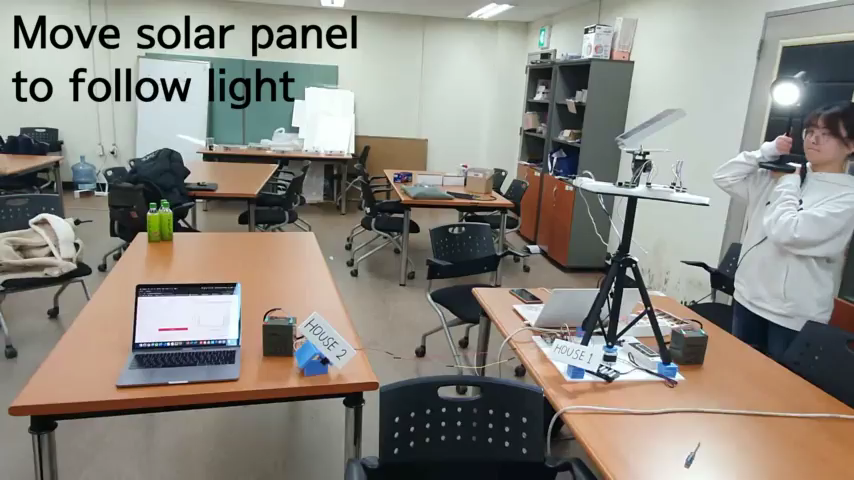 Move solar panel
to follow light
HOUSE 2
HOUSE 1